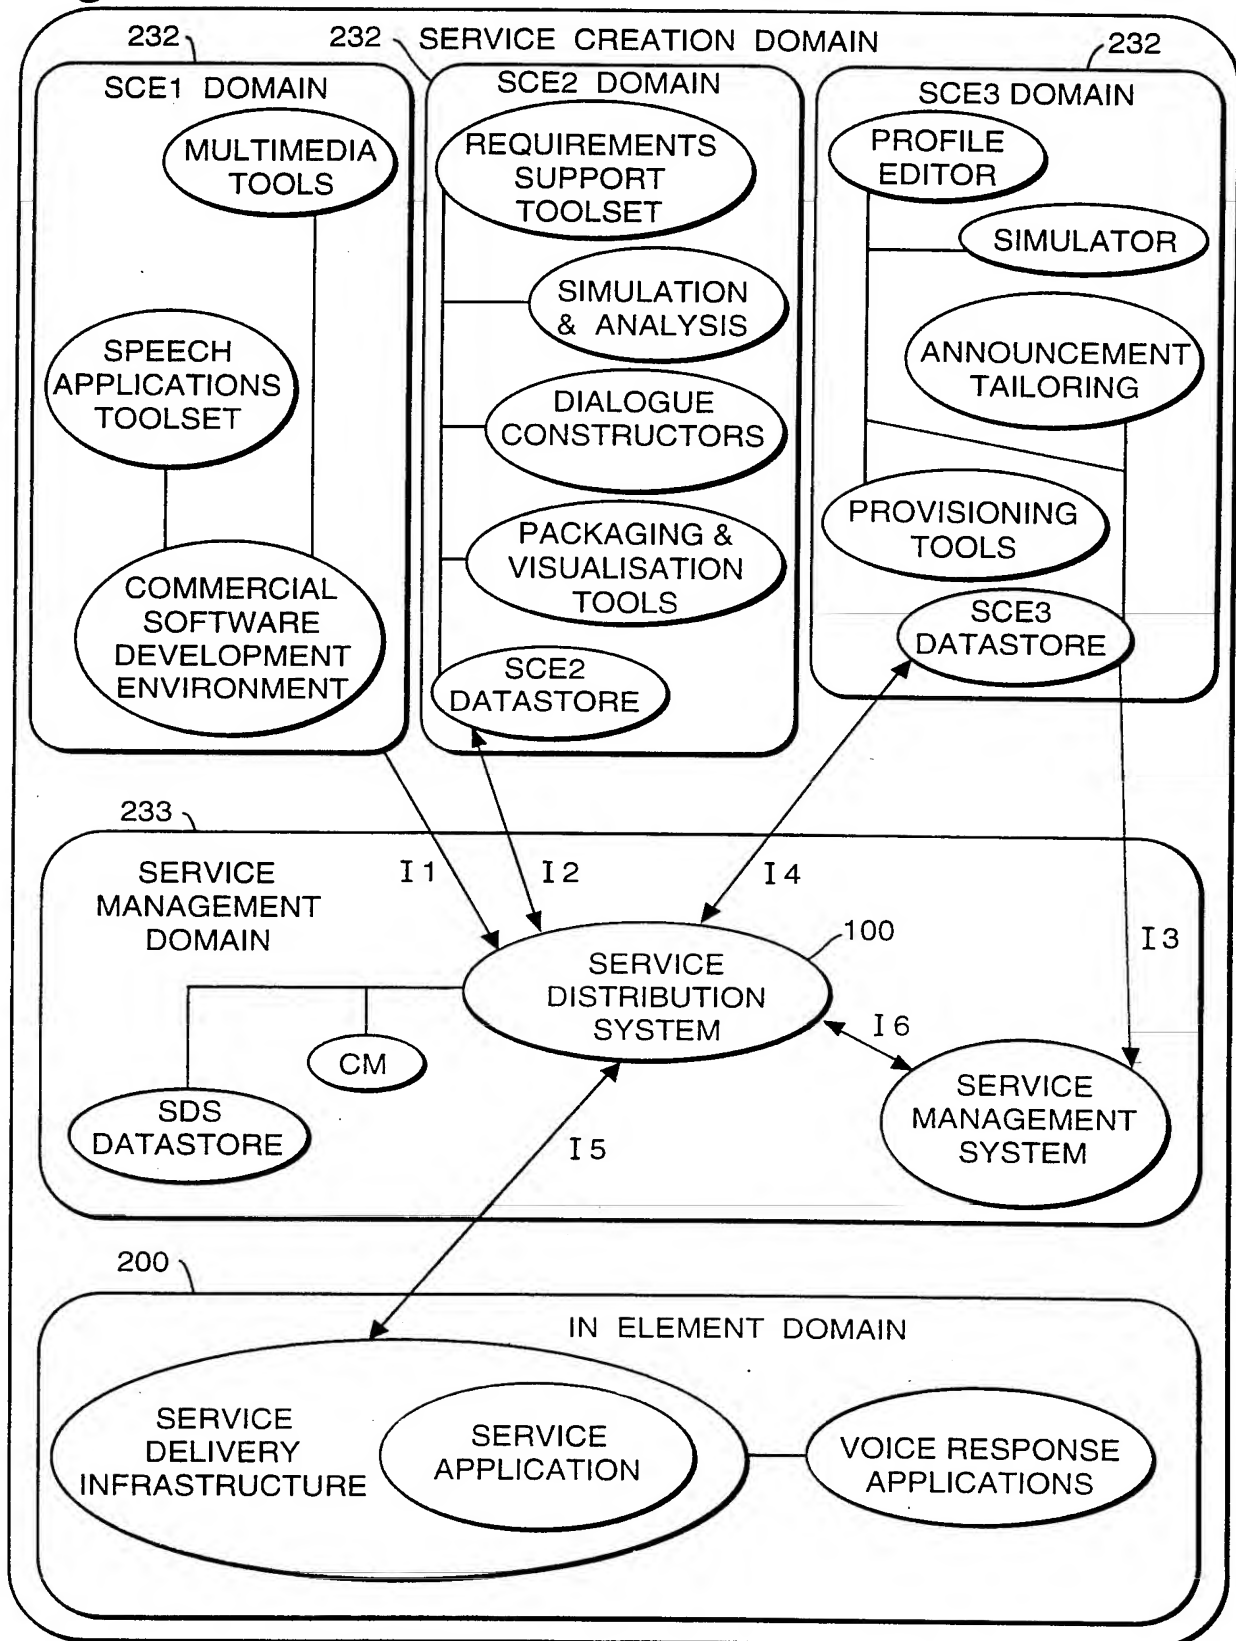 SERVICE CREATION DOMAIN
232
232
232
SCE1 DOMAIN
MULTIMEDIA
TOOLS
SPEECH
APPLICATIONS
TOOLSET
COMMERCIAL
SOFTWARE
DEVELOPMENT
ENVIRONMENT
SCE2 DOMAIN
REQUIREMENTS
SUPPORT
TOOLSET
SIMULATION
& ANALYSIS
DIALOGUE
CONSTRUCTORS
PACKAGING &
VISUALISATION
TOOLS
SCE2
DATASTORE
SCE3 DOMAIN
PROFILE
EDITOR
SIMULATOR
ANNOUNCEMENT
TAILORING
PROVISIONING
TOOLS
SCE3
DATASTORE
233
SERVICE
MANAGEMENT
DOMAIN
I1
I2
I4
I3
100
SERVICE
DISTRIBUTION
SYSTEM
I6
CM
SDS
DATASTORE
SERVICE
MANAGEMENT
SYSTEM
I5
200
IN ELEMENT DOMAIN
SERVICE
DELIVERY
INFRASTRUCTURE
SERVICE
APPLICATION
VOICE RESPONSE
APPLICATIONS